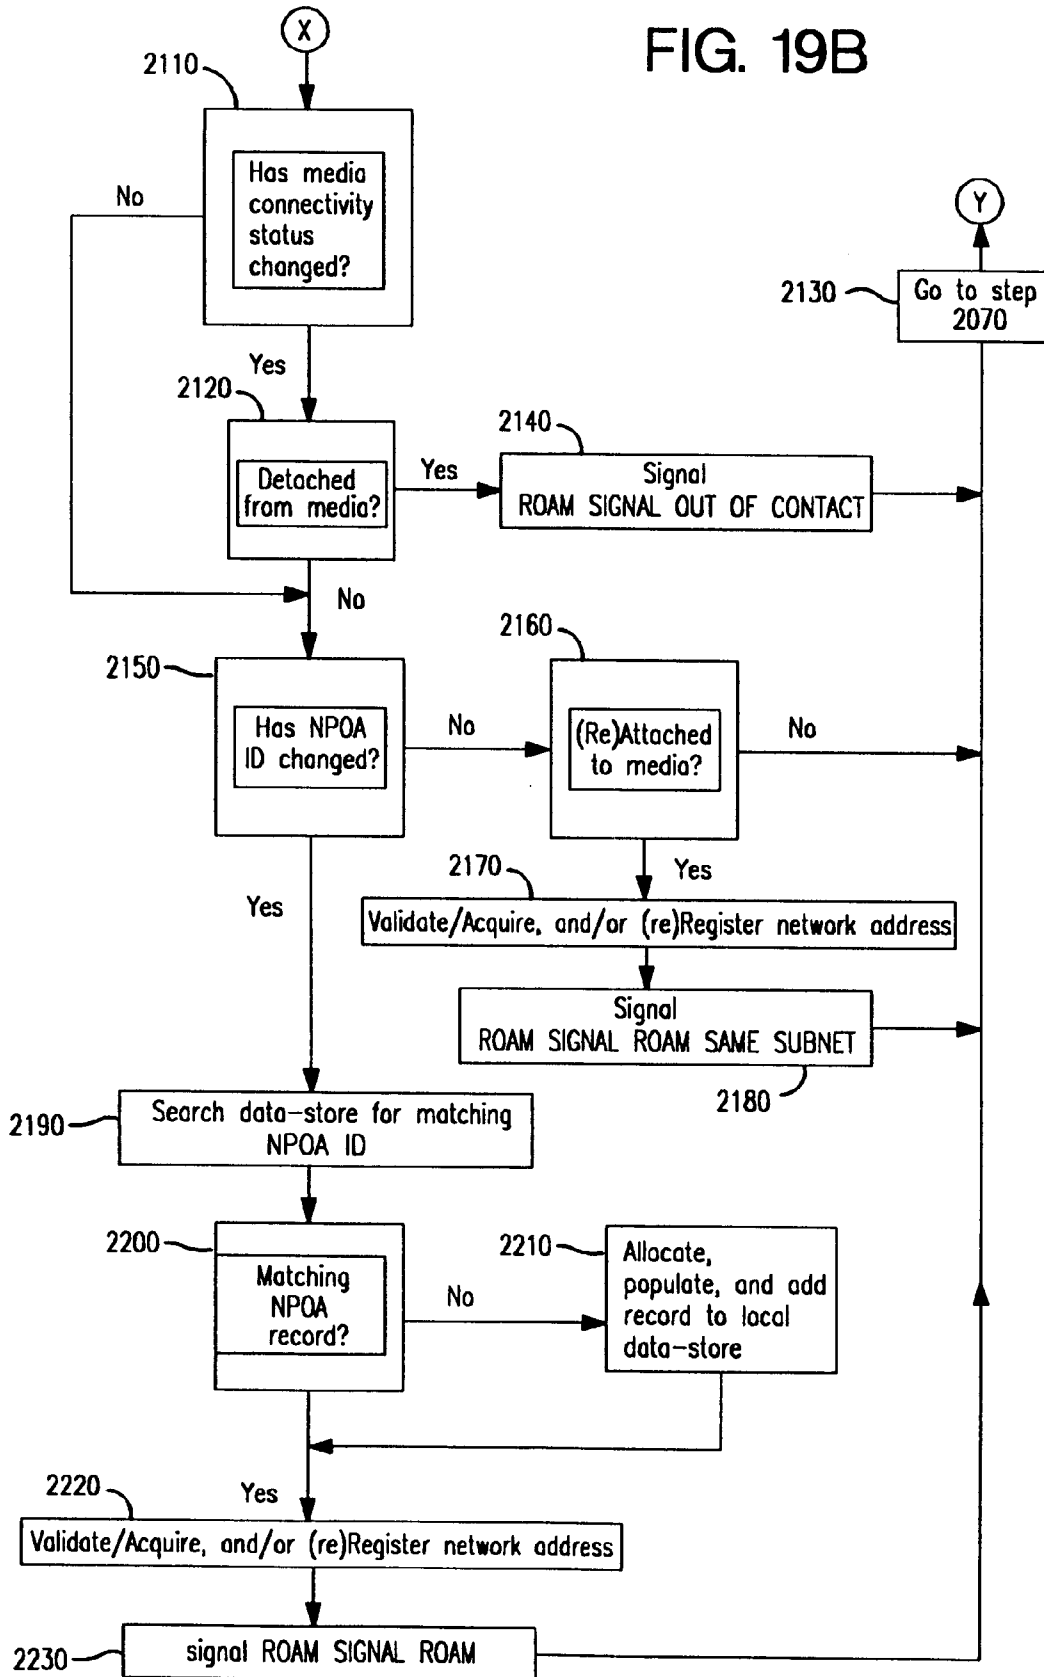 X
FIG. 19B
2110
Has media
connectivity
status
changed?
No
Y
2130
Go to step
2070
Yes
2120
Detached
from media?
Yes
2140
Signal
ROAM SIGNAL OUT OF CONTACT
No
2150
Has NPOA
ID changed?
No
2160
(Re)Attached
to media?
No
Yes
2170
Validate/Acquire, and/or (re)Register network address
Yes
Signal
ROAM SIGNAL ROAM SAME SUBNET
2180
2190
Search data-store for matching
NPOA ID
2200
Matching
NPOA
record?
No
2210
Allocate,
populate, and add
record to local
data-store
Yes
2220
Validate/Acquire, and/or (re)Register network address
2230
signal ROAM SIGNAL ROAM